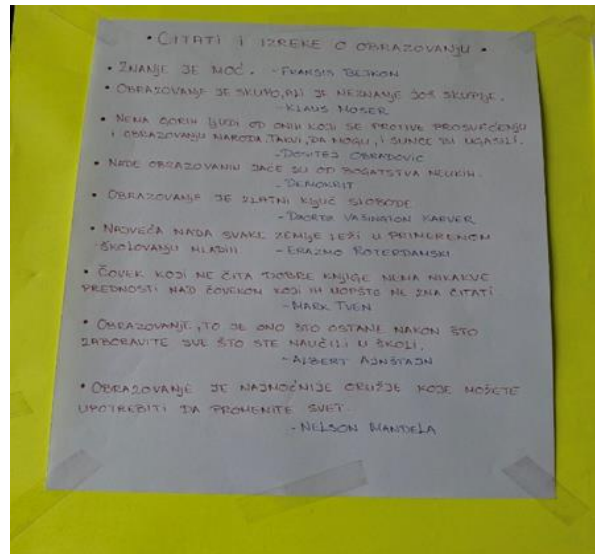 • CITATI I IZREKE O OBRAZOVANJU •
• ZNANJE JE MOĆ. - FRANSIS BEJKON
• OBRAZOVANJE JE SKUPO, ALI JE NEZNANJE JOŠ SKUPLJE.
- KLAUS MOSER
• NEMA GORIH LJUDI OD ONIH KOJI SE PROTIVE PROSVEĆENJU
I OBRAZOVANJU NARODA. TAKVI, DA MOGU, I SUNCE BI UGASILI.
- DOSITEJ OBRADOVIĆ
• NADE OBRAZOVANIH JAČE SU OD BOGATSTVA NEUKIH.
- DEMOKRIT
• OBRAZOVANJE JE ZLATNI KLJUČ SLOBODE.
- DŽORDŽ VAŠINGTON KARVER
• NAJVEĆA NADA SVAKE ZEMLJE LEŽI U PRIMERENOM
ŠKOLOVANJU MLADIH. - ERAZMO ROTERDAMSKI
• ČOVEK KOJI NE ČITA DOBRE KNJIGE NEMA NIKAKVE
PREDNOSTI NAD ČOVEKOM KOJI IH UOPŠTE NE ZNA ČITATI
- MARK TVEN
• OBRAZOVANJE, TO JE ONO ŠTO OSTANE NAKON ŠTO
ZABORAVITE SVE ŠTO STE NAUČILI U ŠKOLI.
- ALBERT AJNŠTAJN
• OBRAZOVANJE JE NAJMOĆNIJE ORUŽJE KOJE MOŽETE
UPOTREBITI DA PROMENITE SVET.
- NELSON MANDELA